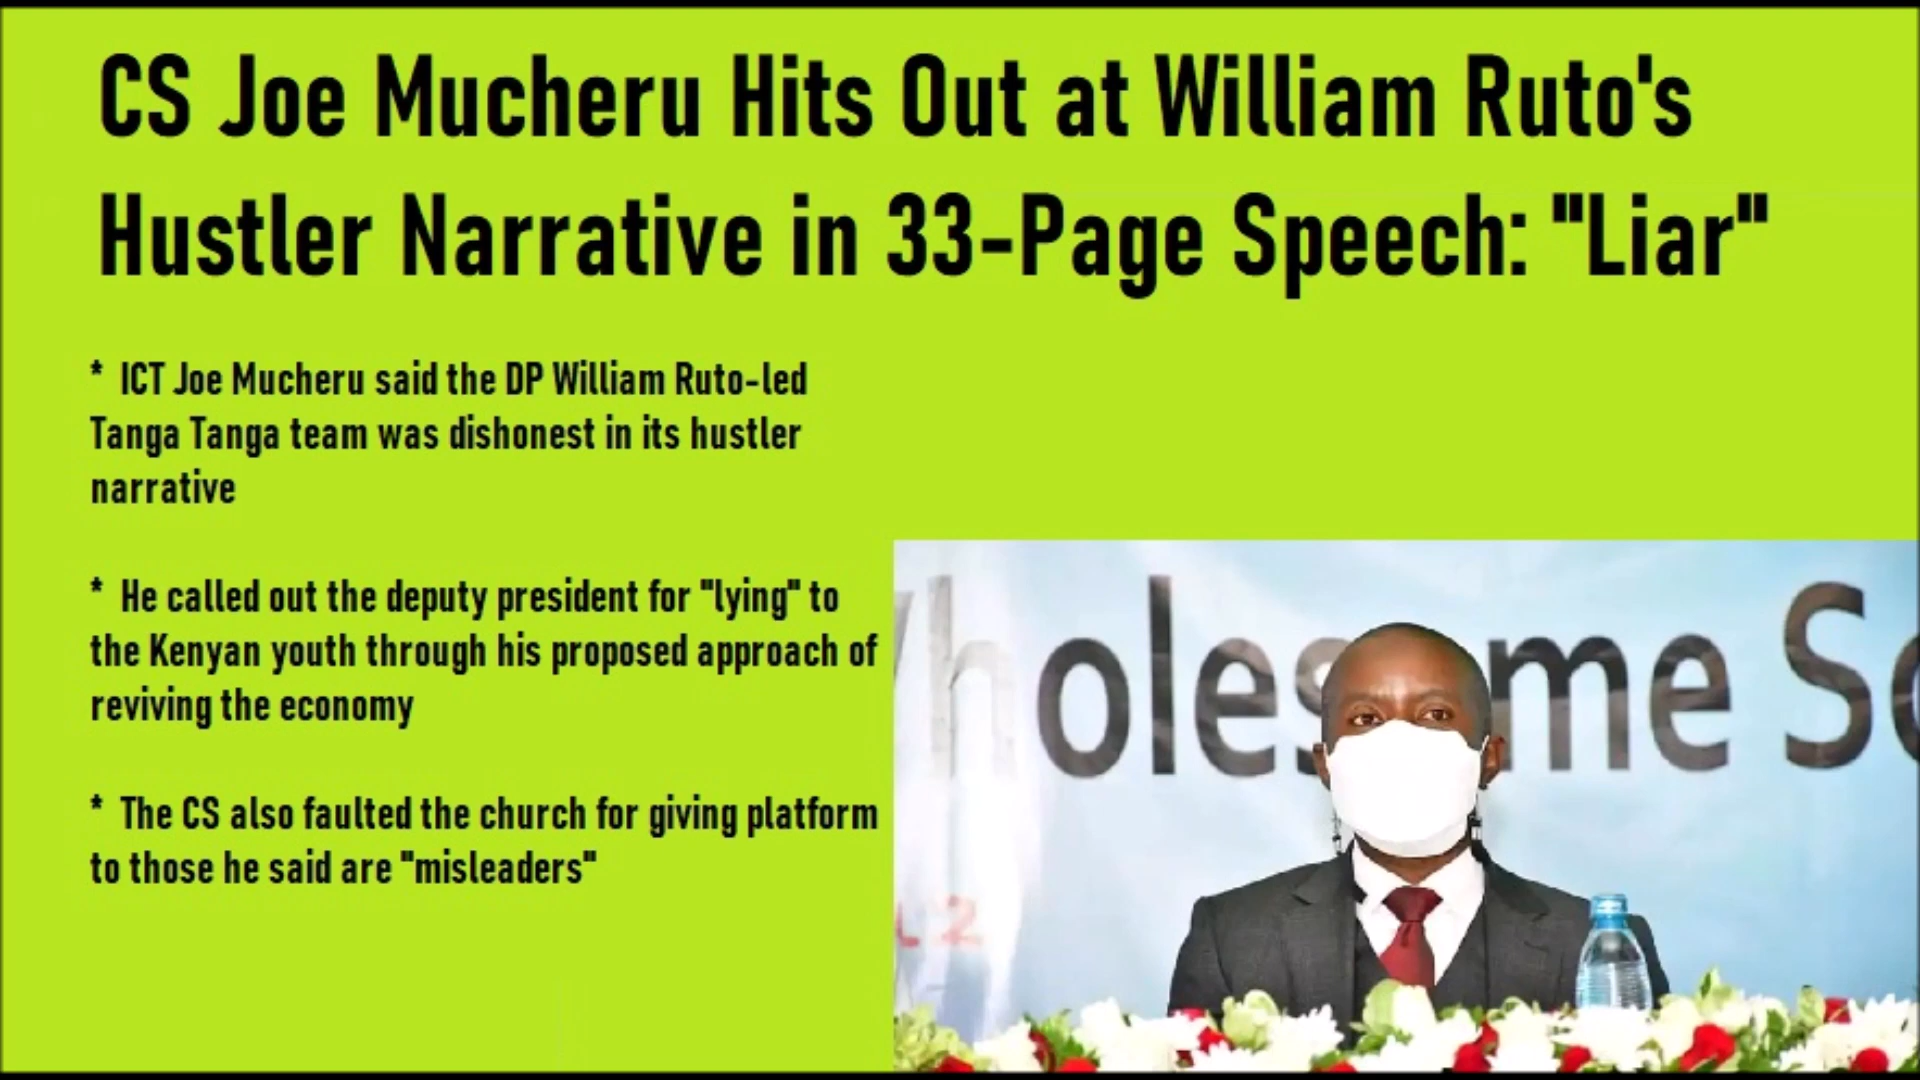 CS Joe Mucheru Hits Out at William Ruto's
Hustler Narrative in 33-Page Speech: "Liar"
* ICT Joe Mucheru said the DP William Ruto-led
Tanga Tanga team was dishonest in its hustler
narrative
* He called out the deputy president for "lying" to
the Kenyan youth through his proposed approach of
reviving the economy
* The CS also faulted the church for giving platform
to those he said are "misleaders"